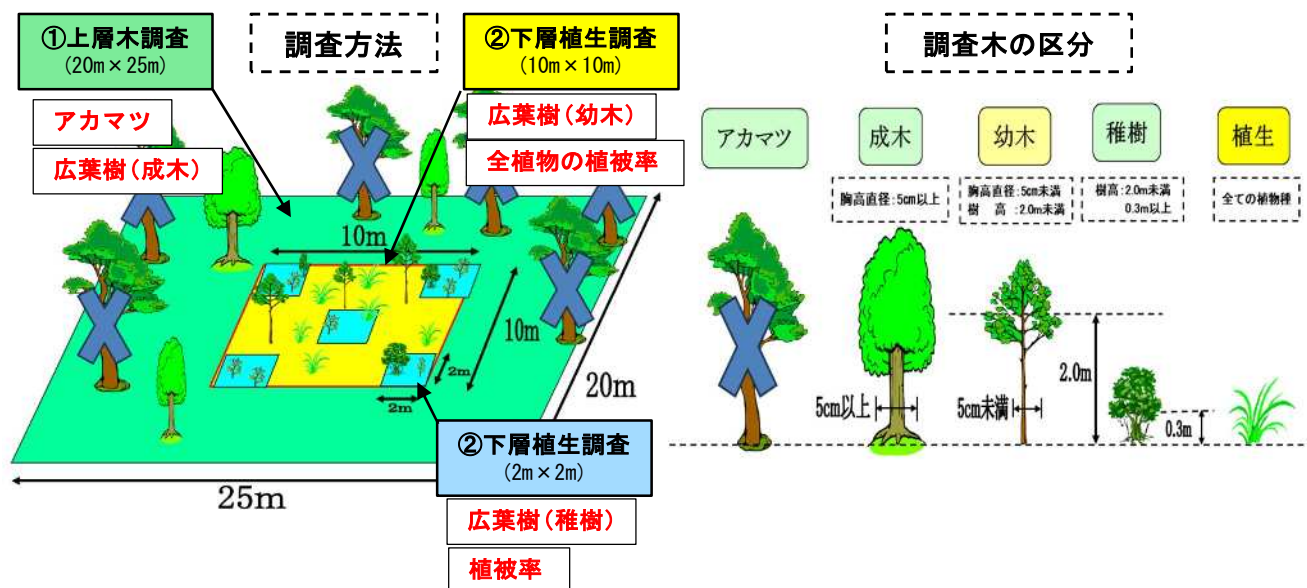 ①上層木調査
(20m×25m)
アカマツ
広葉樹(成木)
調査方法
②下層植生調査
(10m×10m)
広葉樹(幼木)
全植物の植被率
10m
10m
2m
2m
20m
25m
②下層植生調査
(2m×2m)
広葉樹(稚樹)
植被率
調査木の区分
アカマツ
成木
胸高直径:5cm以上
幼木
胸高直径:5cm未満
樹 高 :2.0m未満
稚樹
樹高:2.0m未満
0.3m以上
植生
全ての植物種
5cm以上
5cm未満
2.0m
0.3m